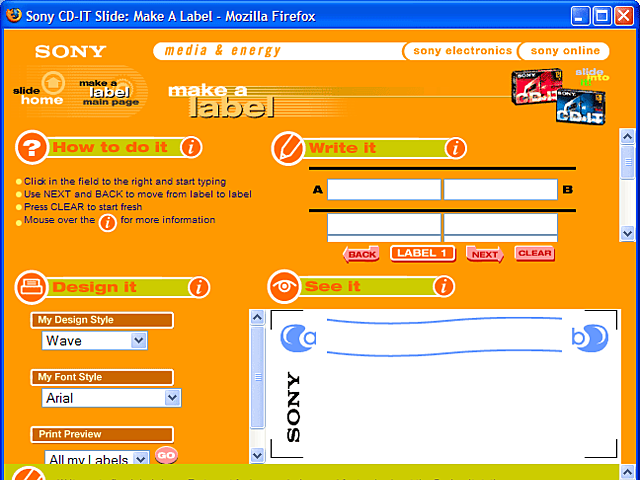 Sony CD-IT Slide: Make A Label - Mozilla Firefox
SONY
media & energy
sony electronics
sony online
slide
home
make a
label
main page
make a
label
SONY
CD-IT
SONY
CD-IT
slide
into
How to do it
Click in the field to the right and start typing
Use NEXT and BACK to move from label to label
Press CLEAR to start fresh
Mouse over the i for more information
Write it
A
B
BACK
LABEL 1
NEXT
CLEAR
Design it
My Design Style
Wave
My Font Style
Arial
Print Preview
All my Labels
GO
See it
a
b
SONY